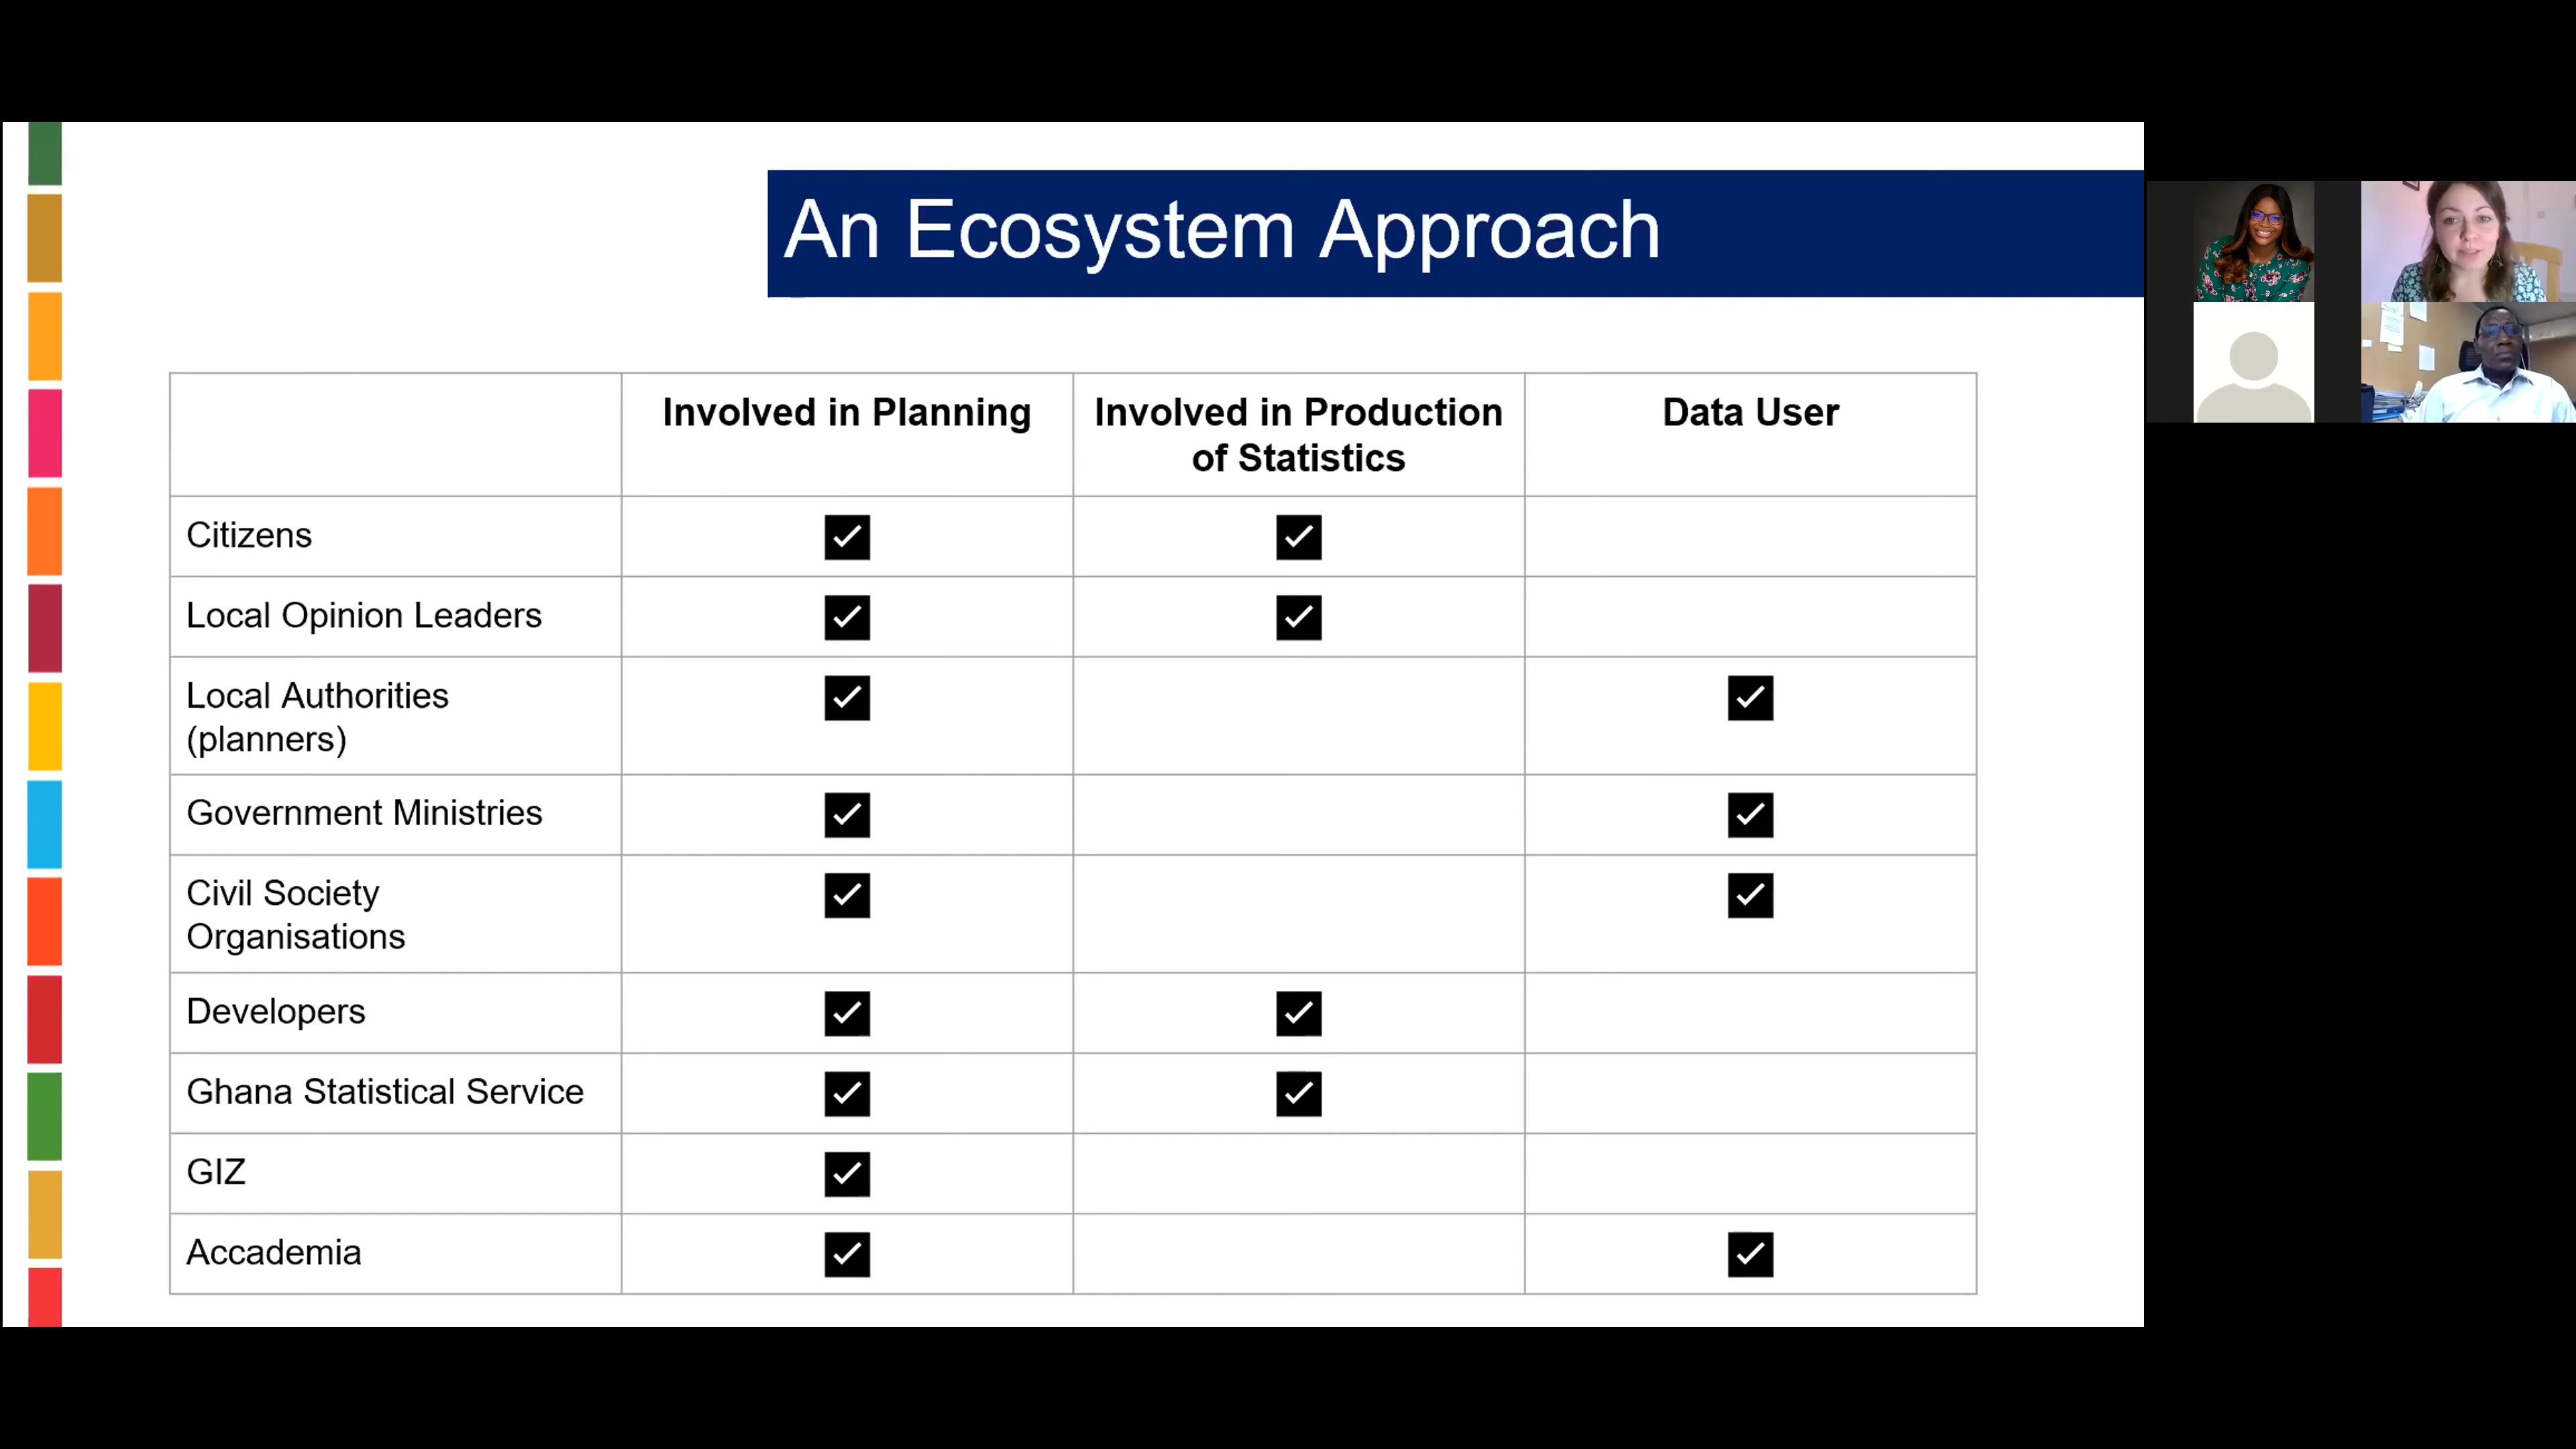 An Ecosystem Approach
Involved in Planning
Involved in Production
of Statistics
Data User
Citizens
Local Opinion Leaders
Local Authorities
(planners)
Government Ministries
Civil Society
Organisations
Developers
Ghana Statistical Service
GIZ
Accademia